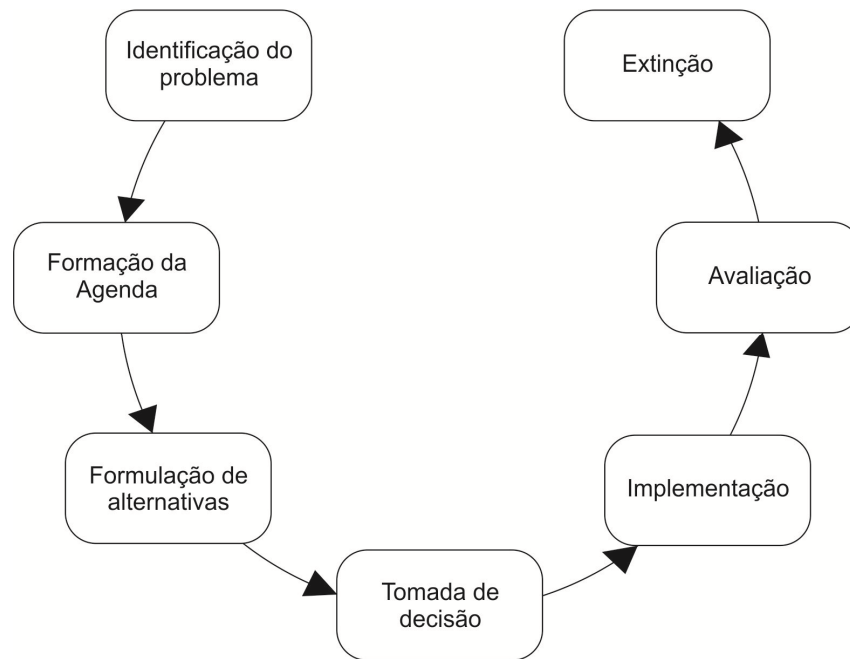 Identificação do
problema
Formação da
Agenda
Formulação de
alternativas
Tomada de
decisão
Implementação
Avaliação
Extinção